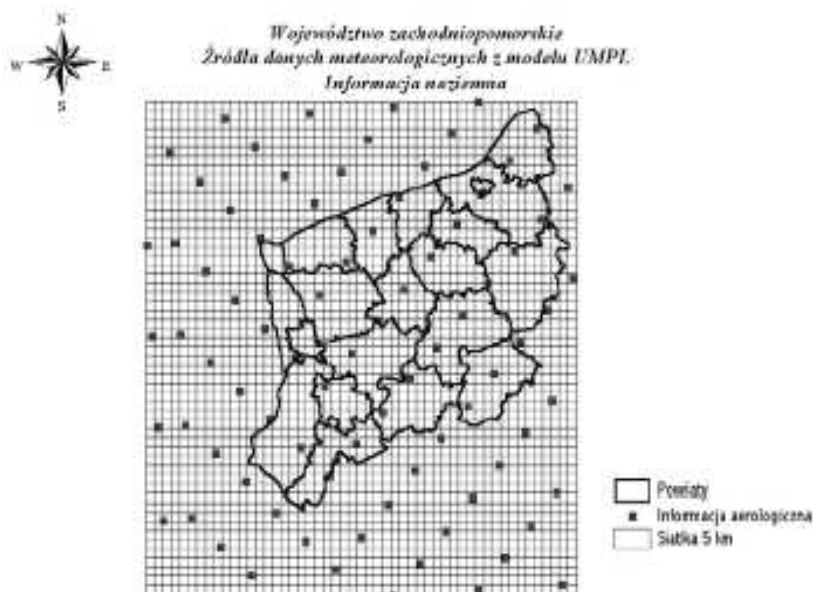 N
W E
S
Województwo zachodniopomorskie
Źródła danych meteorologicznych z modelu UMPL
Informacja naziemna
Powiaty
Informacja aerologiczna
Siatka 5 km